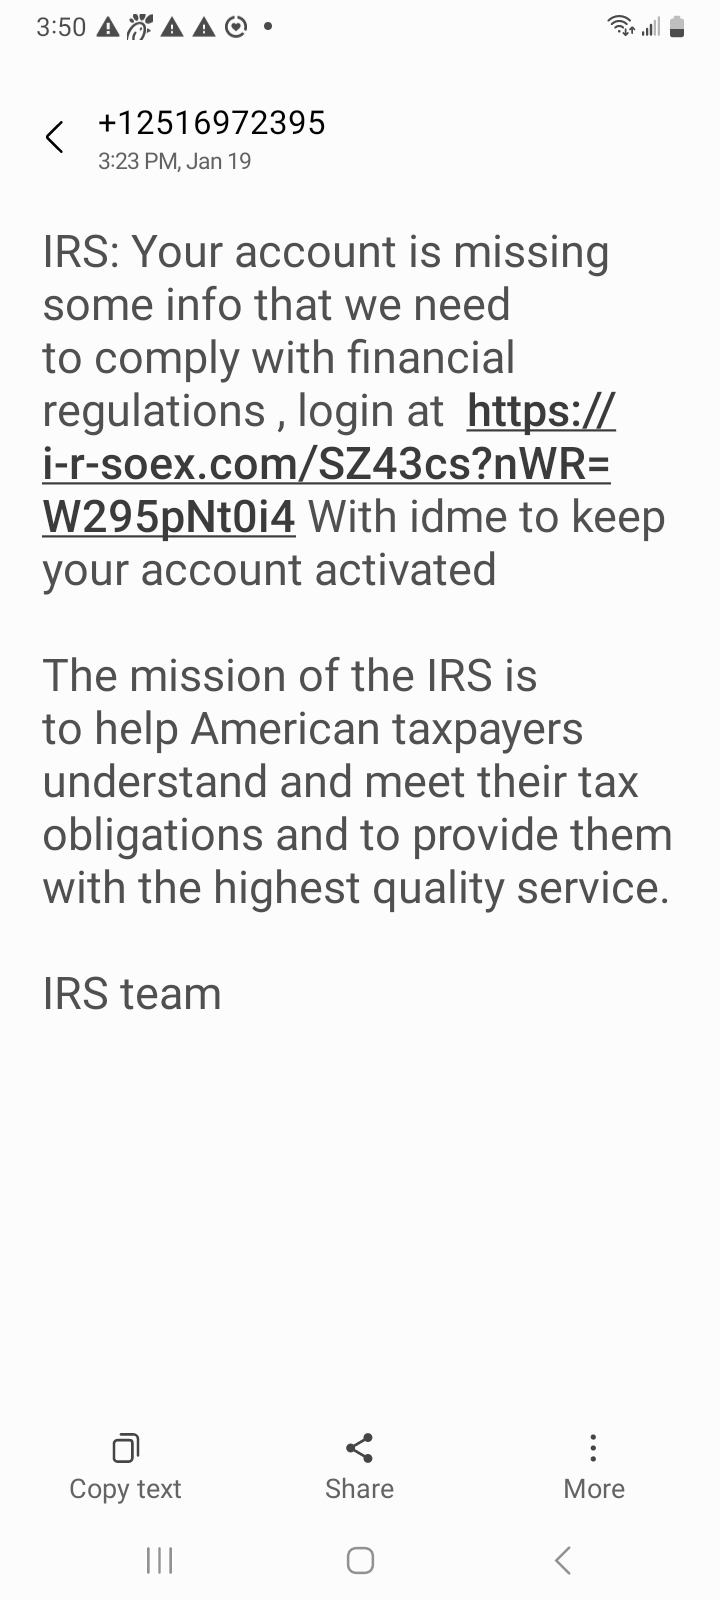 3:50
+12516972395
3:23 PM, Jan 19
IRS: Your account is missing
some info that we need
to comply with financial
regulations , login at  https://
i-r-soex.com/SZ43cs?nWR=
W295pNt0i4 With idme to keep
your account activated
The mission of the IRS is
to help American taxpayers
understand and meet their tax
obligations and to provide them
with the highest quality service.
IRS team
Copy text
Share
More